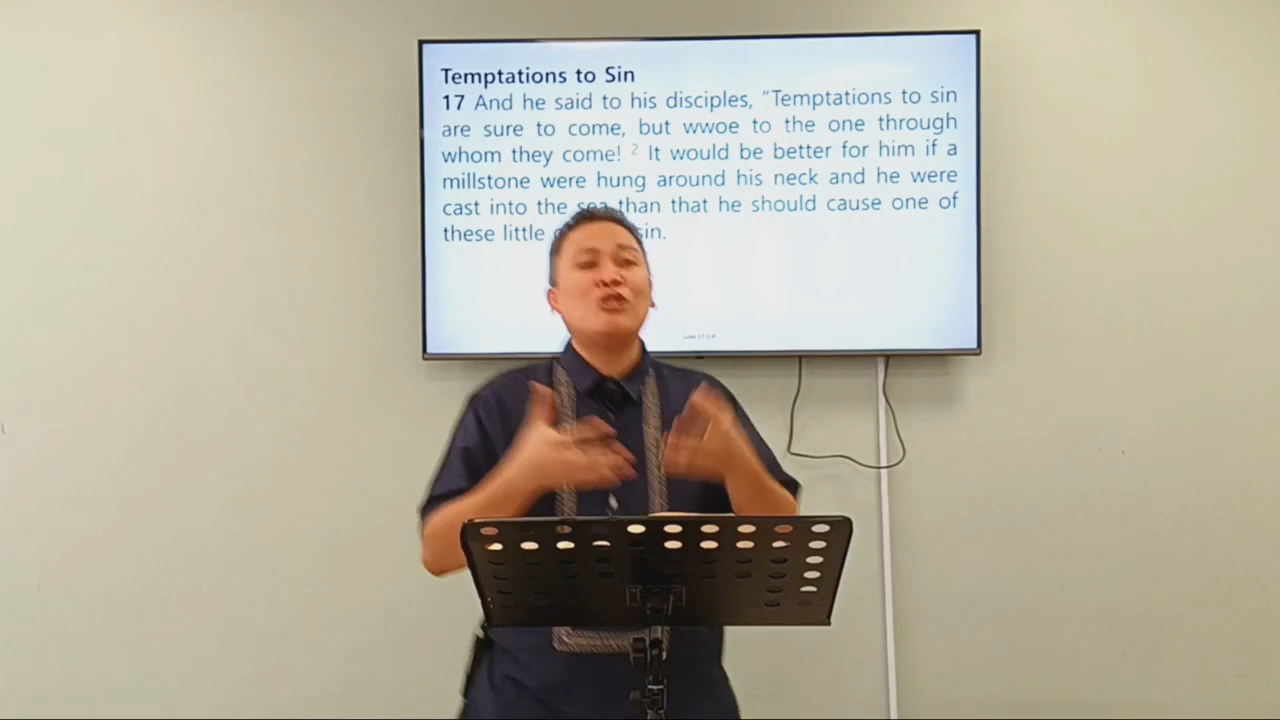 Temptations to Sin
17 And he said to his disciples, “Temptations to sin
are sure to come, but wwoe to the one through
whom they come! 2 It would be better for him if a
millstone were hung around his neck and he were
cast into the sea than that he should cause one of
these little sin.